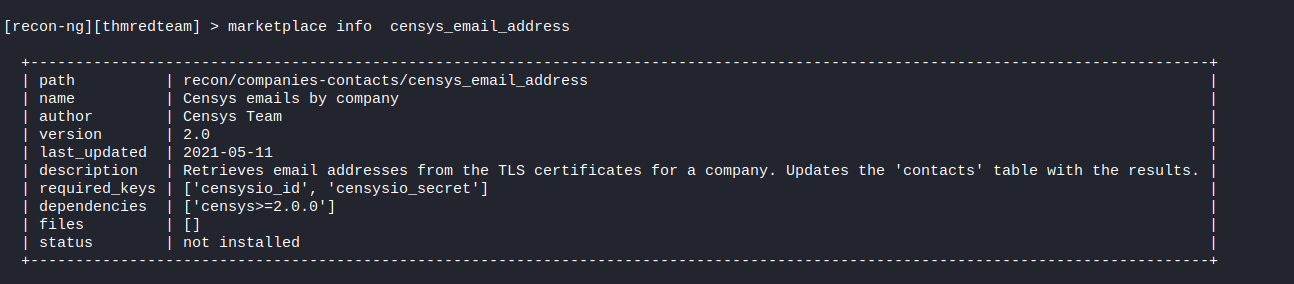 [recon-ng][thmredteam] > marketplace info  censys_email_address
+-----------------------------------------------------------------------------------------------------------------------------------+
| path          | recon/companies-contacts/censys_email_address                                                                     |
| name          | Censys emails by company                                                                                          |
| author        | Censys Team                                                                                                       |
| version       | 2.0                                                                                                               |
| last_updated  | 2021-05-11                                                                                                        |
| description   | Retrieves email addresses from the TLS certificates for a company. Updates the 'contacts' table with the results. |
| required_keys | ['censysio_id', 'censysio_secret']                                                                                |
| dependencies  | ['censys>=2.0.0']                                                                                                 |
| files         | []                                                                                                                |
| status        | not installed                                                                                                     |
+-----------------------------------------------------------------------------------------------------------------------------------+